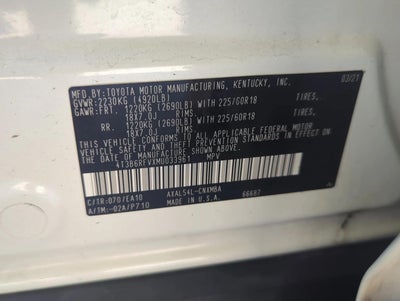 MFD.BY:TOYOTA MOTOR MANUFACTURING, KENTUCKY, INC. 03/21
GVWR:2230KG (4920LB)
GAWR:FRT. 1220KG (2690LB) WITH 225/60R18 TIRES,
18X7.0J RIMS,
RR. 1220KG (2690LB) WITH 225/60R18 TIRES,
18X7.0J RIMS,
THIS VEHICLE CONFORMS TO ALL APPLICABLE FEDERAL MOTOR
VEHICLE SAFETY AND THEFT PREVENTION STANDARDS IN EFFECT
ON THE DATE OF MANUFACTURE SHOWN ABOVE.
4T3B6RFVXMU033961 MPV
C/TR:070/EA10 AXAL54L-CNXMBA
A/TM:-02A/P710 MADE IN U.S.A. 66687